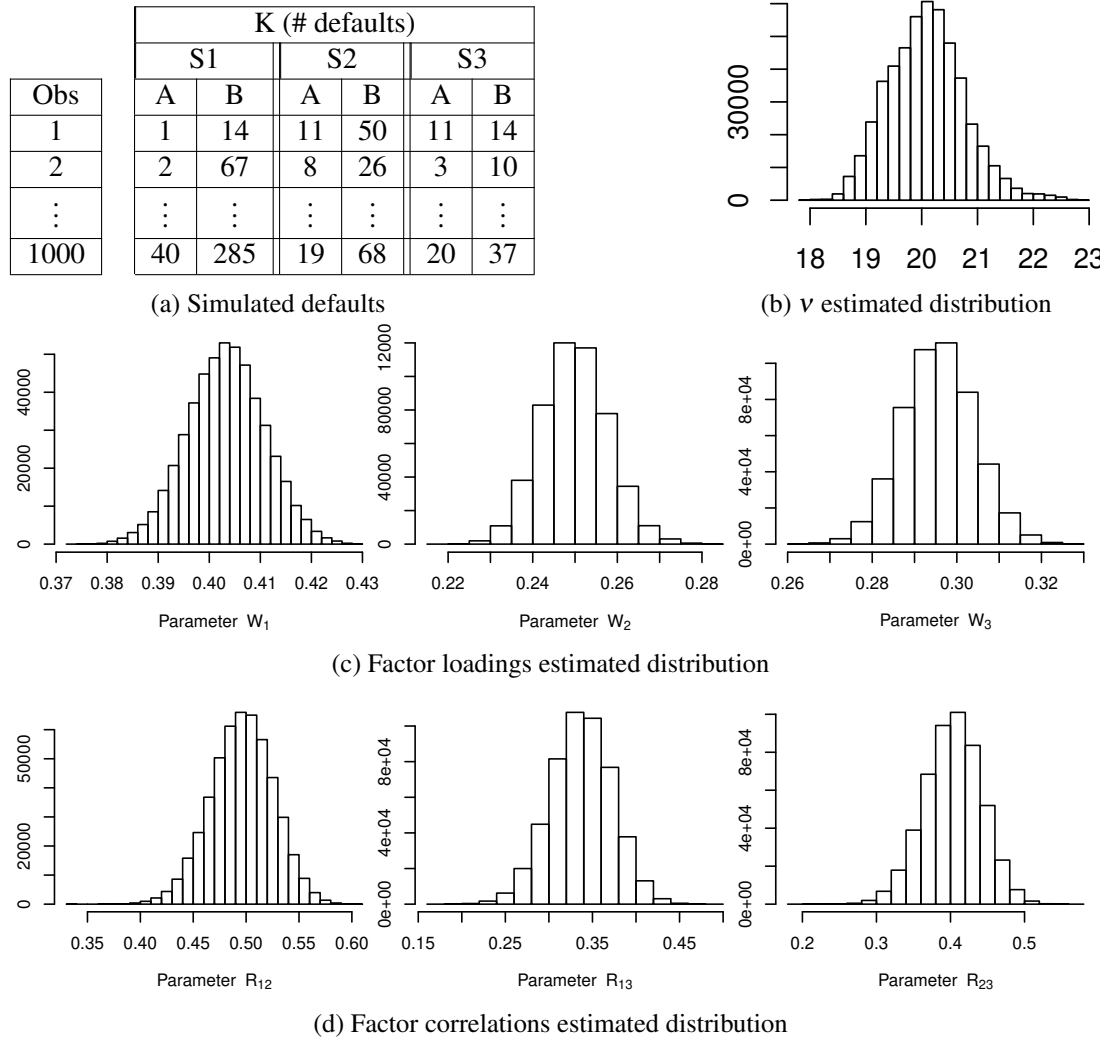 K (# defaults)
S1 S2 S3
Obs A B A B A B
1 1 14 11 50 11 14
2 2 67 8 26 3 10
⋮ ⋮ ⋮ ⋮ ⋮ ⋮ ⋮
1000 40 285 19 68 20 37
(a) Simulated defaults
0 30000
18 19 20 21 22 23
(b) ν estimated distribution
0 20000 40000
0.37 0.38 0.39 0.40 0.41 0.42 0.43
Parameter W₁
0 40000 80000 12000
0.22 0.24 0.26 0.28
Parameter W₂
0e+00 4e+04 8e+04
0.26 0.28 0.30 0.32
Parameter W₃
(c) Factor loadings estimated distribution
0 20000 50000
0.35 0.40 0.45 0.50 0.55 0.60
Parameter R₁₂
0e+00 4e+04 8e+04
0.15 0.25 0.35 0.45
Parameter R₁₃
0e+00 4e+04 8e+04
0.2 0.3 0.4 0.5
Parameter R₂₃
(d) Factor correlations estimated distribution